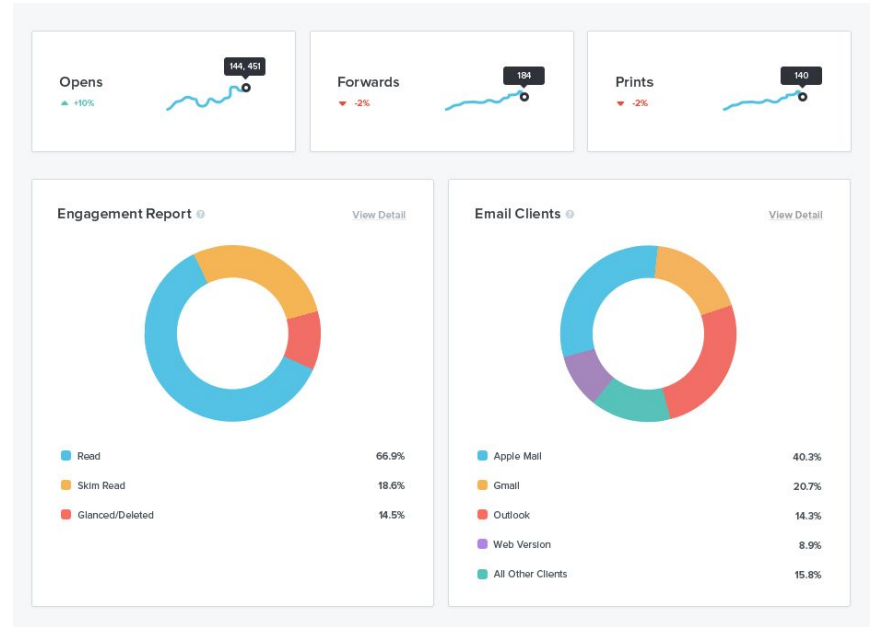 Opens
+10%
144, 451
Forwards
-2%
184
Prints
-2%
140
Engagement Report ?
View Detail
Read 66.9%
Skim Read 18.6%
Glanced/Deleted 14.5%
Email Clients ?
View Detail
Apple Mail 40.3%
Gmail 20.7%
Outlook 14.3%
Web Version 8.9%
All Other Clients 15.8%